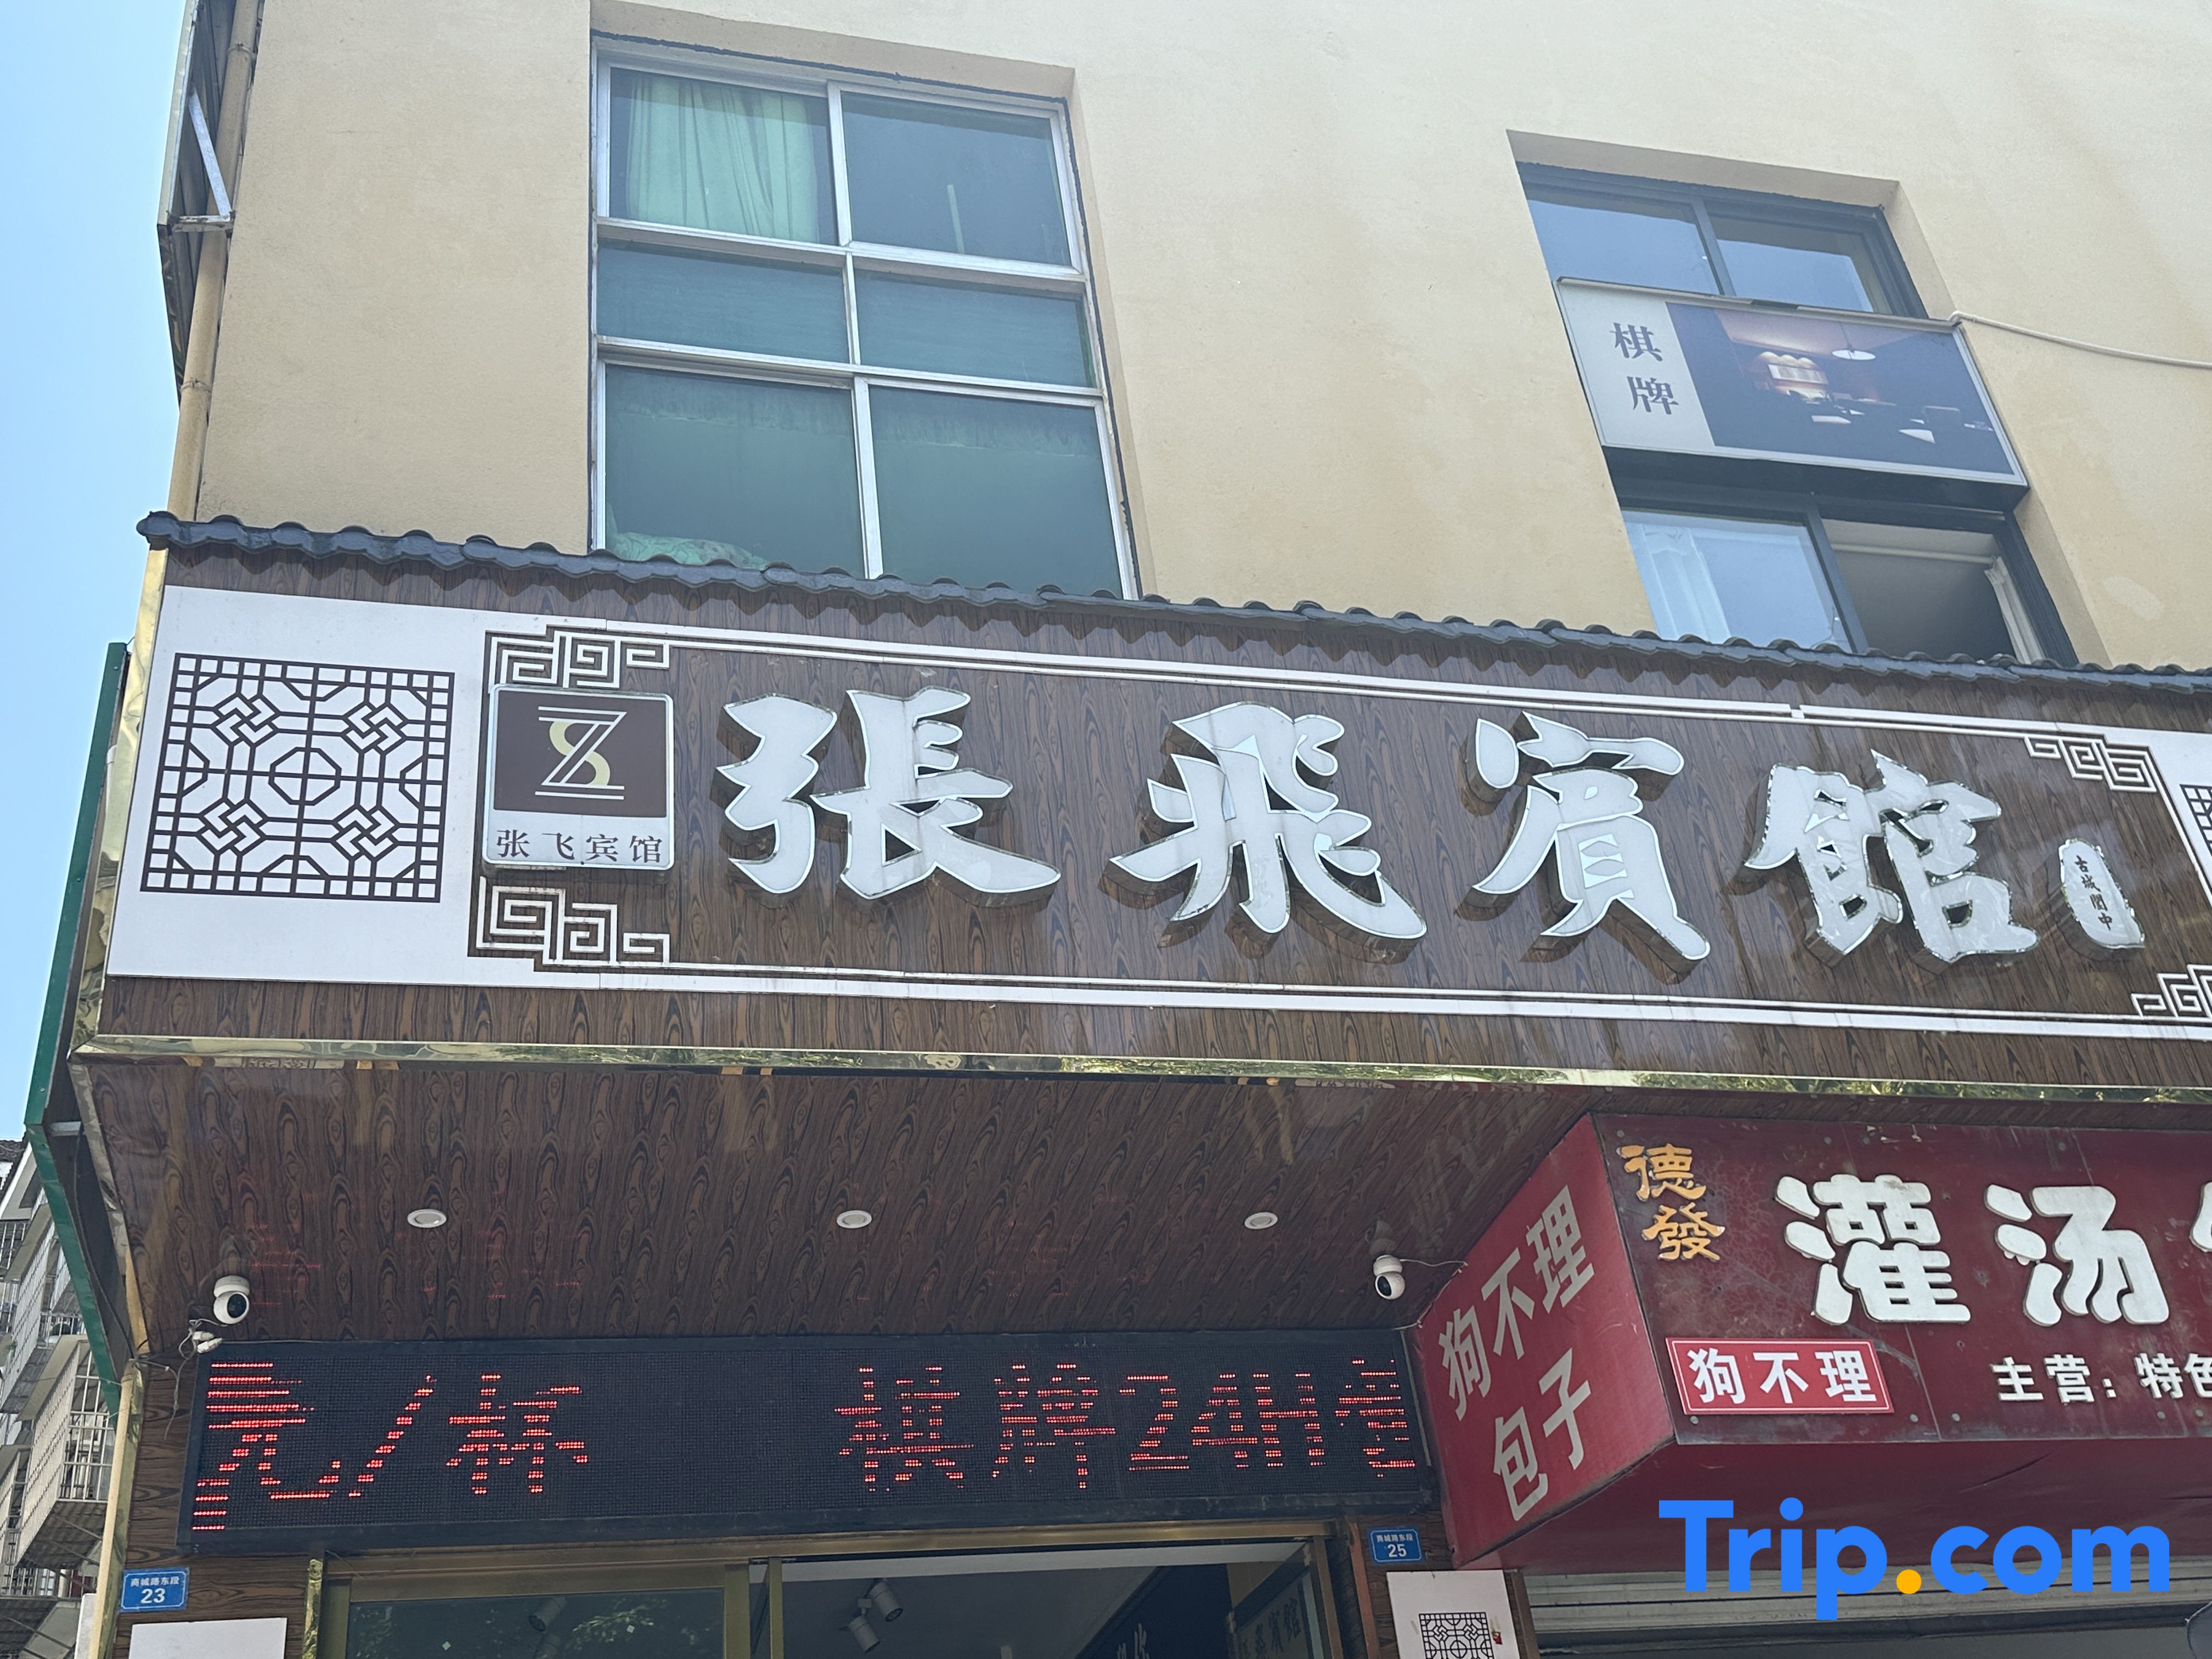 棋
牌
张飞宾馆
張飛賓館
古城閬中
德發
灌汤
狗不理
包子
狗不理
主营:特色
元/杯 棋牌24H
23
25
Trip.com